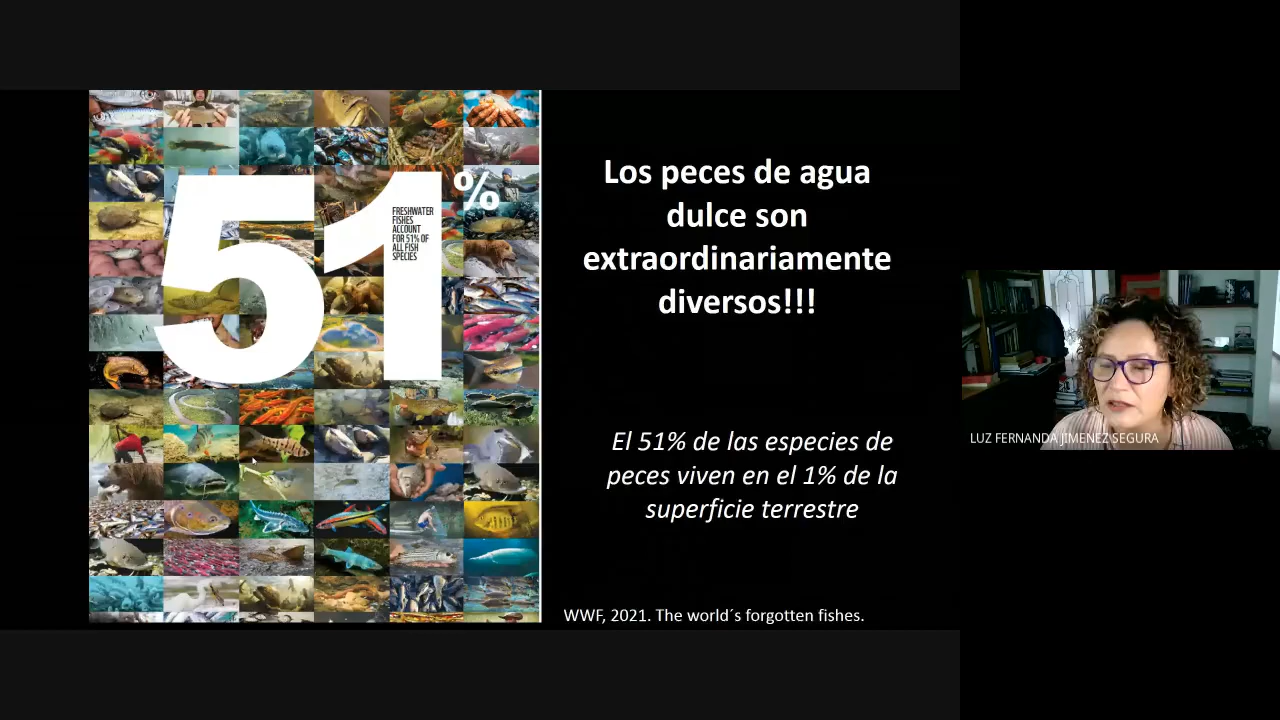 51%
FRESHWATER
FISHES
ACCOUNT
FOR 51% OF
ALL FISH
SPECIES
Los peces de agua
dulce son
extraordinariamente
diversos!!!
El 51% de las especies de
peces viven en el 1% de la
superficie terrestre
WWF, 2021. The world´s forgotten fishes.
LUZ FERNANDA JIMENEZ SEGURA